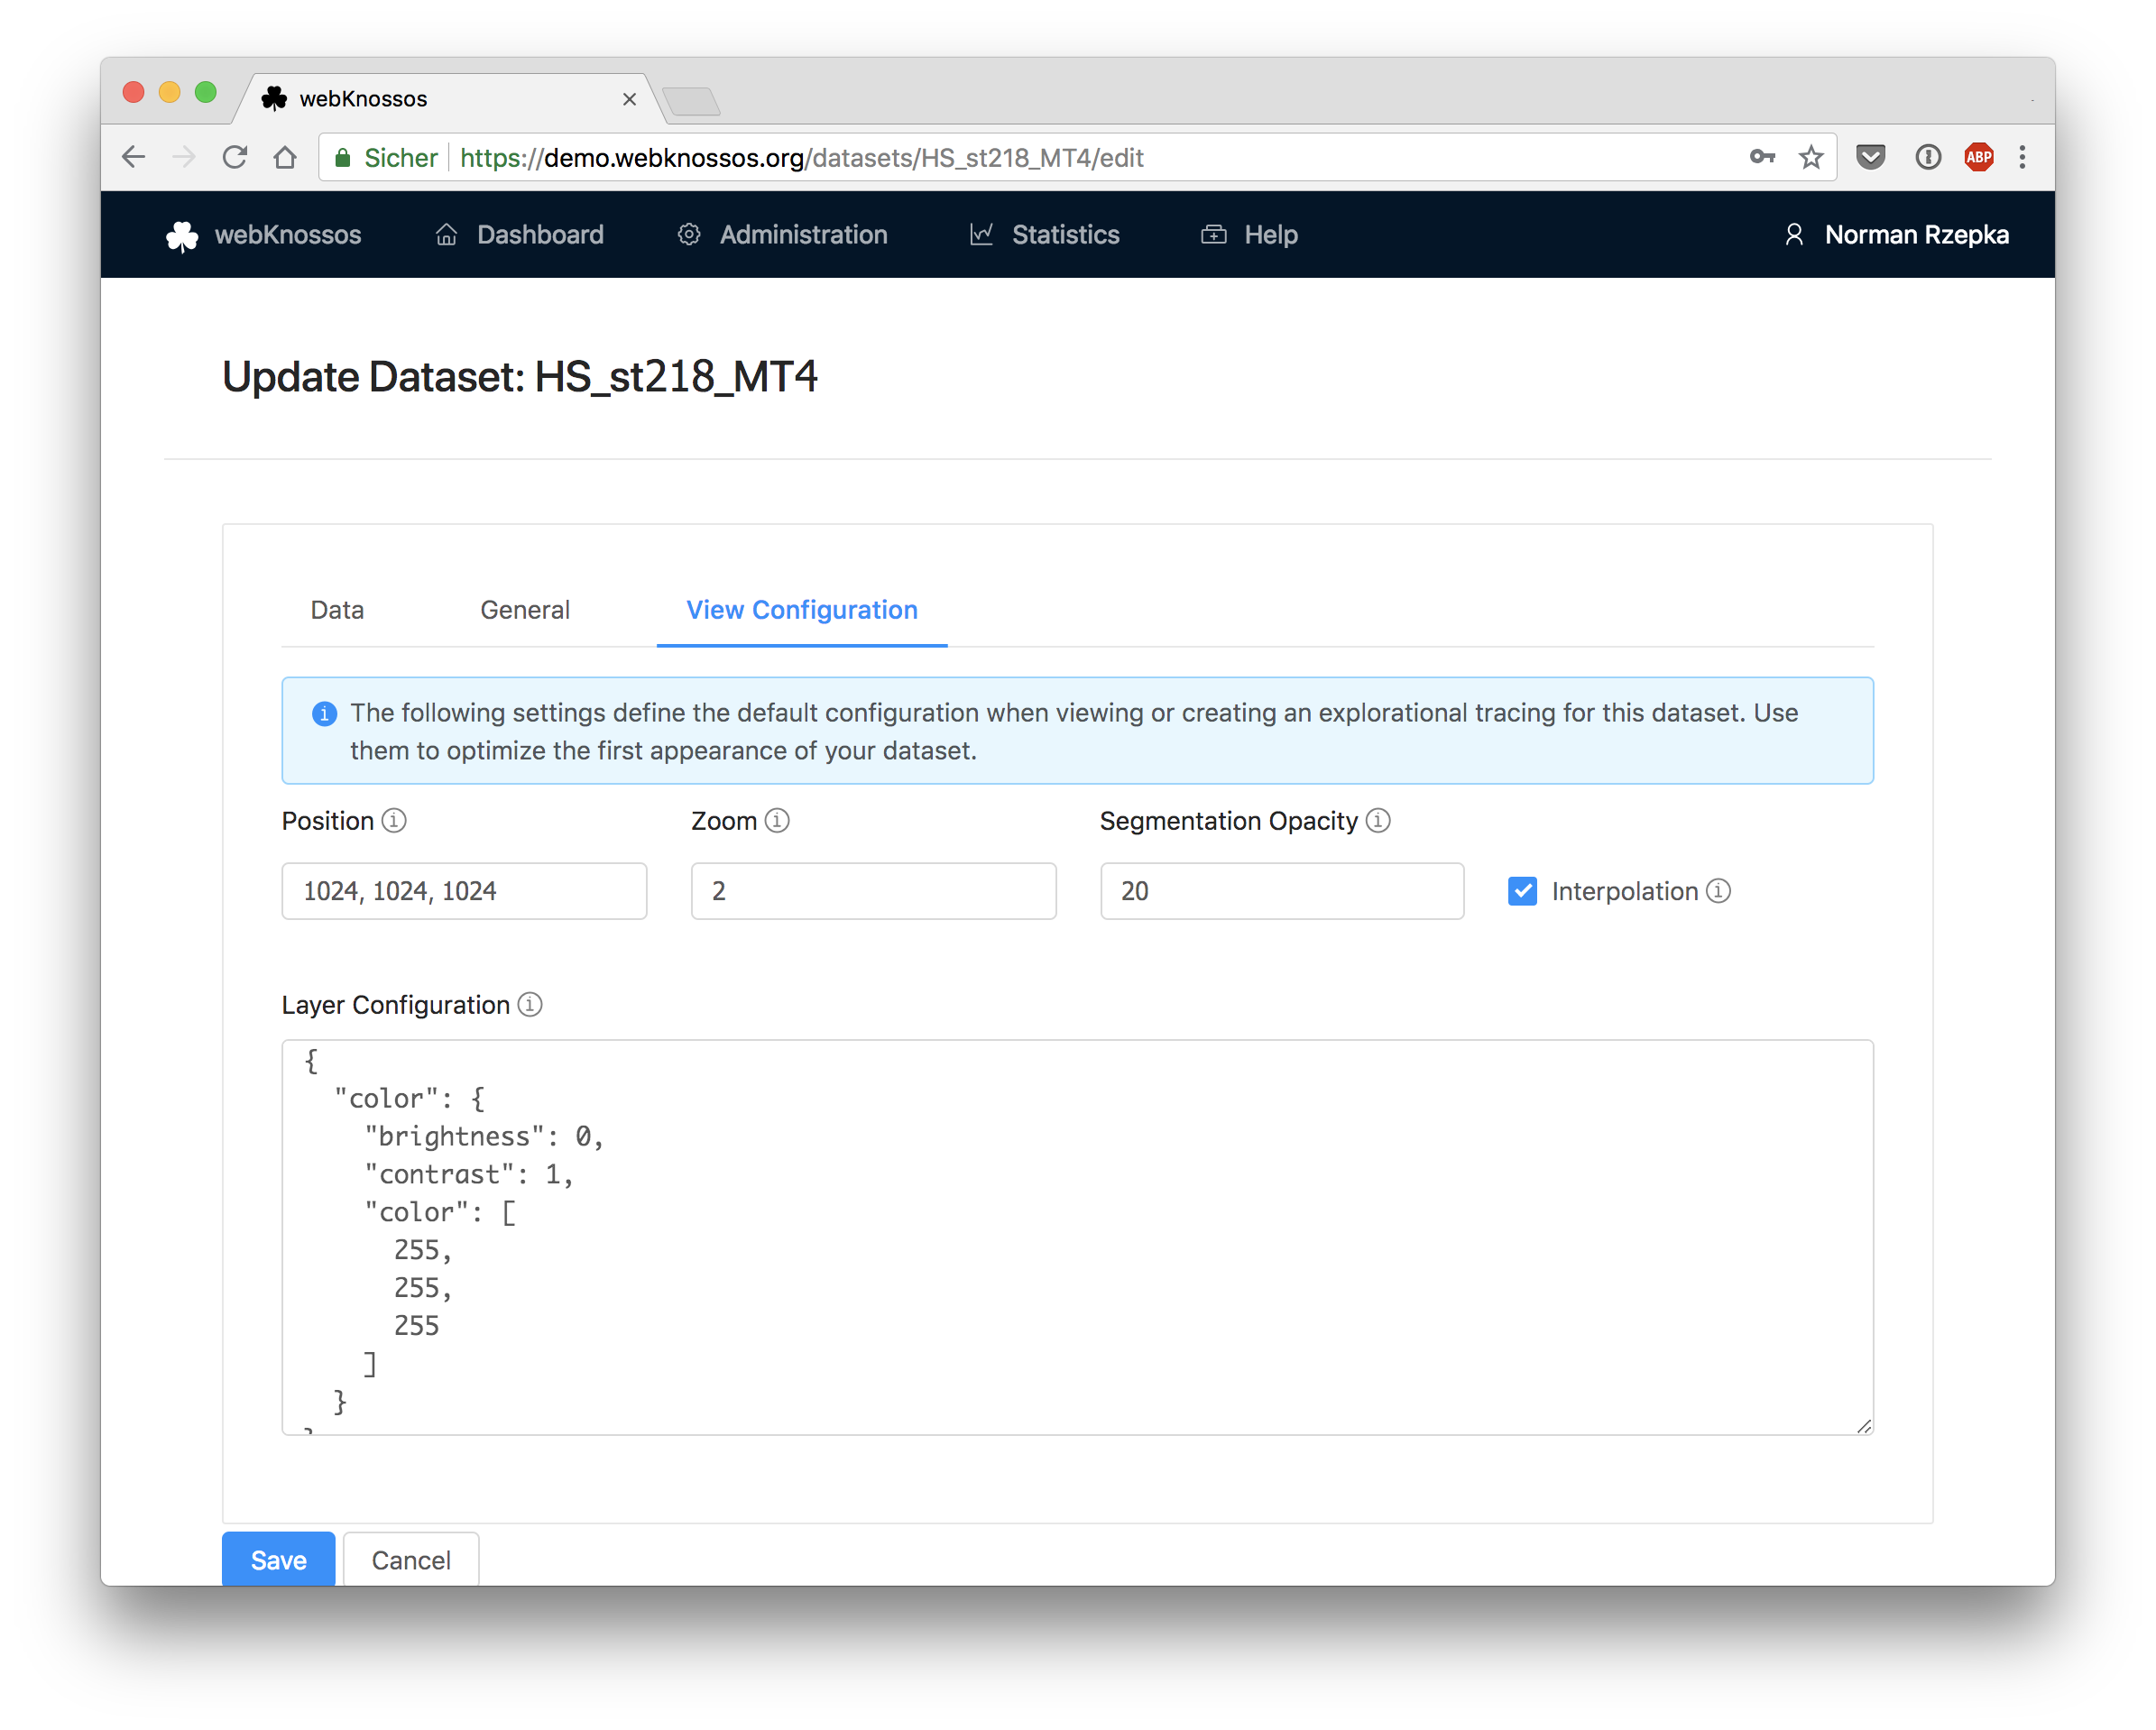 webKnossos
Sicher https://demo.webknossos.org/datasets/HS_st218_MT4/edit ABP
webKnossos Dashboard Administration Statistics Help Norman Rzepka
Update Dataset: HS_st218_MT4
Data General View Configuration
The following settings define the default configuration when viewing or creating an explorational tracing for this dataset. Use
them to optimize the first appearance of your dataset.
Position Zoom Segmentation Opacity
1024, 1024, 1024 2 20 Interpolation
Layer Configuration
{
"color": {
"brightness": 0,
"contrast": 1,
"color": [
255,
255,
255
]
}
Save Cancel